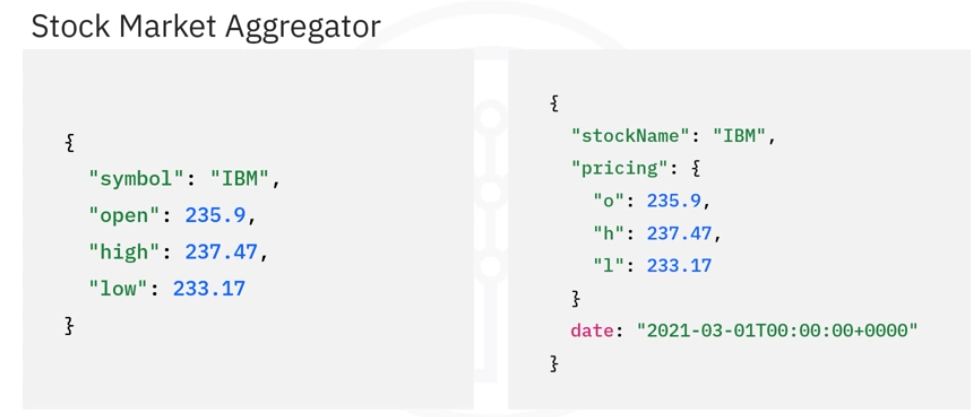 Stock Market Aggregator
{
"symbol": "IBM",
"open": 235.9,
"high": 237.47,
"low": 233.17
}
{
"stockName": "IBM",
"pricing": {
"o": 235.9,
"h": 237.47,
"l": 233.17
}
date: "2021-03-01T00:00:00+0000"
}